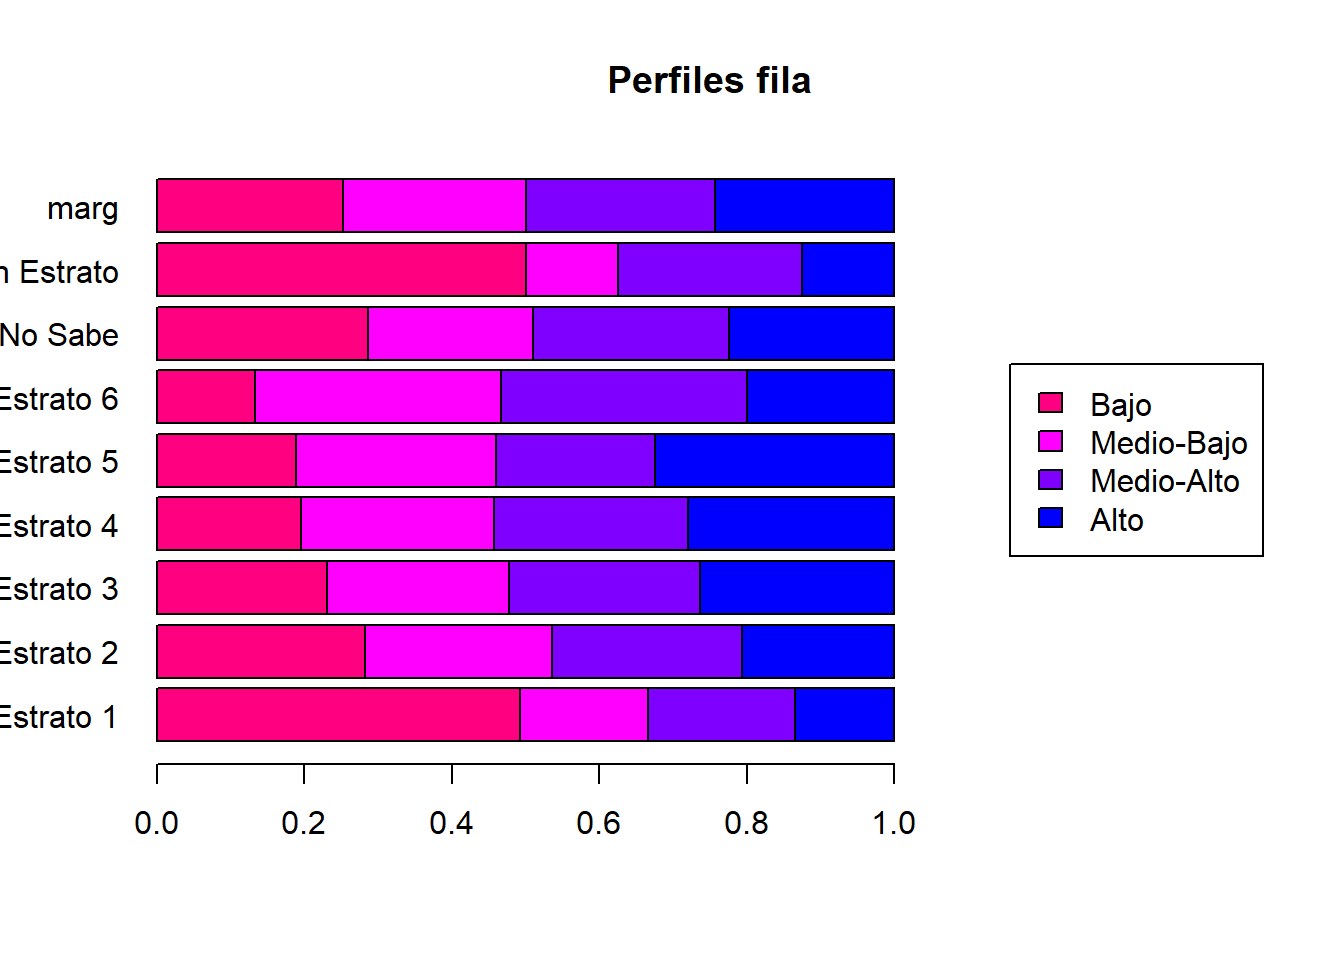 Perfiles fila
marg
n Estrato
No Sabe
Estrato 6
Estrato 5
Estrato 4
Estrato 3
Estrato 2
Estrato 1
0.0 0.2 0.4 0.6 0.8 1.0
Bajo
Medio-Bajo
Medio-Alto
Alto